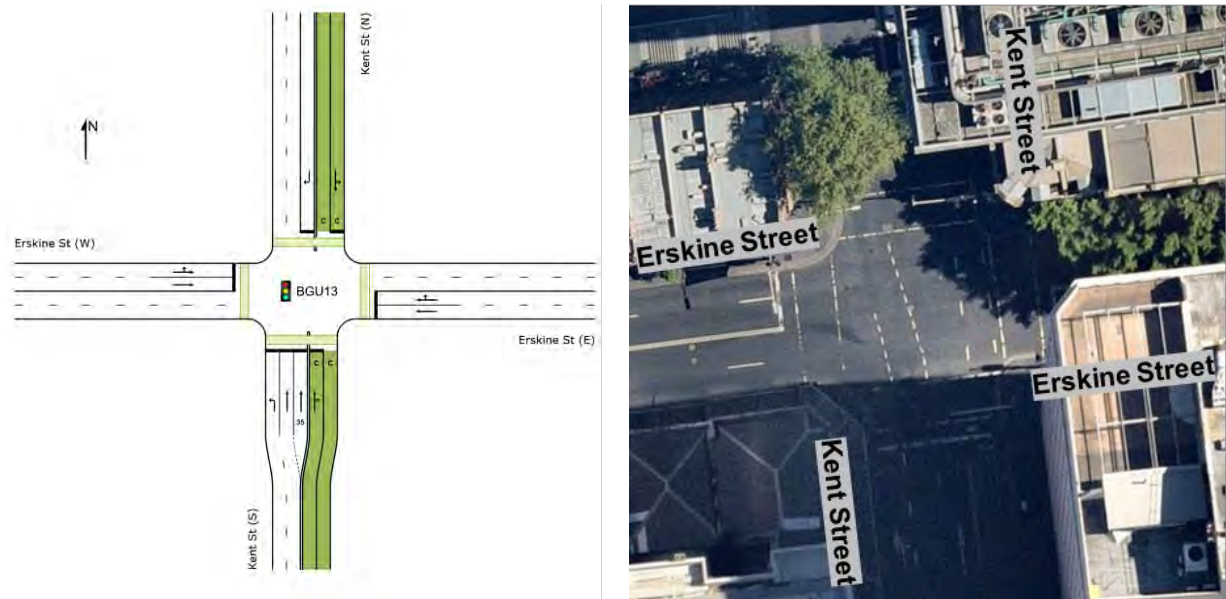 Kent St (N)
N
C C
Erskine St (W)
BGU13
Erskine St (E)
C C
35
Kent St (S)
Kent Street
Erskine Street
Erskine Street
Kent Street